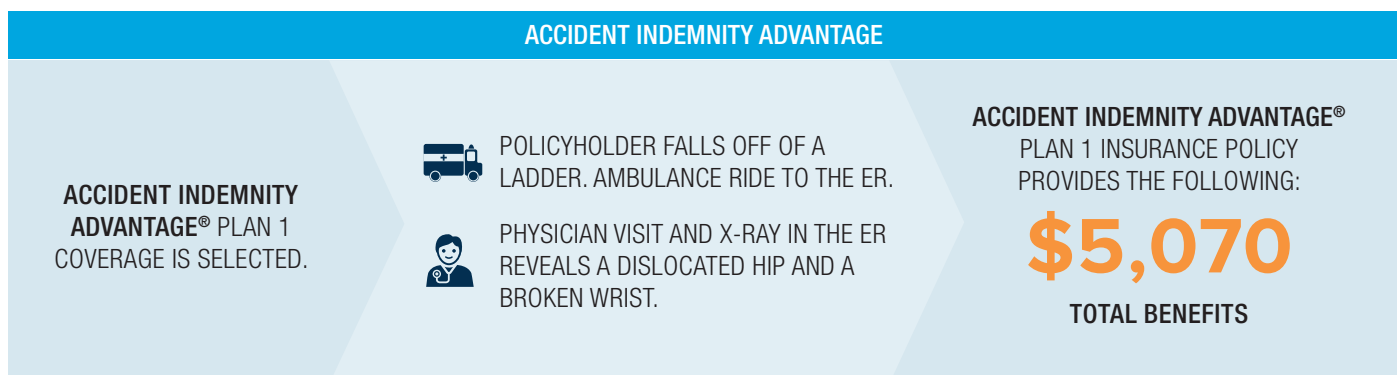 ACCIDENT INDEMNITY ADVANTAGE
ACCIDENT INDEMNITY
ADVANTAGE® PLAN 1
COVERAGE IS SELECTED.
POLICYHOLDER FALLS OFF OF A
LADDER. AMBULANCE RIDE TO THE ER.
PHYSICIAN VISIT AND X-RAY IN THE ER
REVEALS A DISLOCATED HIP AND A
BROKEN WRIST.
ACCIDENT INDEMNITY ADVANTAGE®
PLAN 1 INSURANCE POLICY
PROVIDES THE FOLLOWING:
$5,070
TOTAL BENEFITS